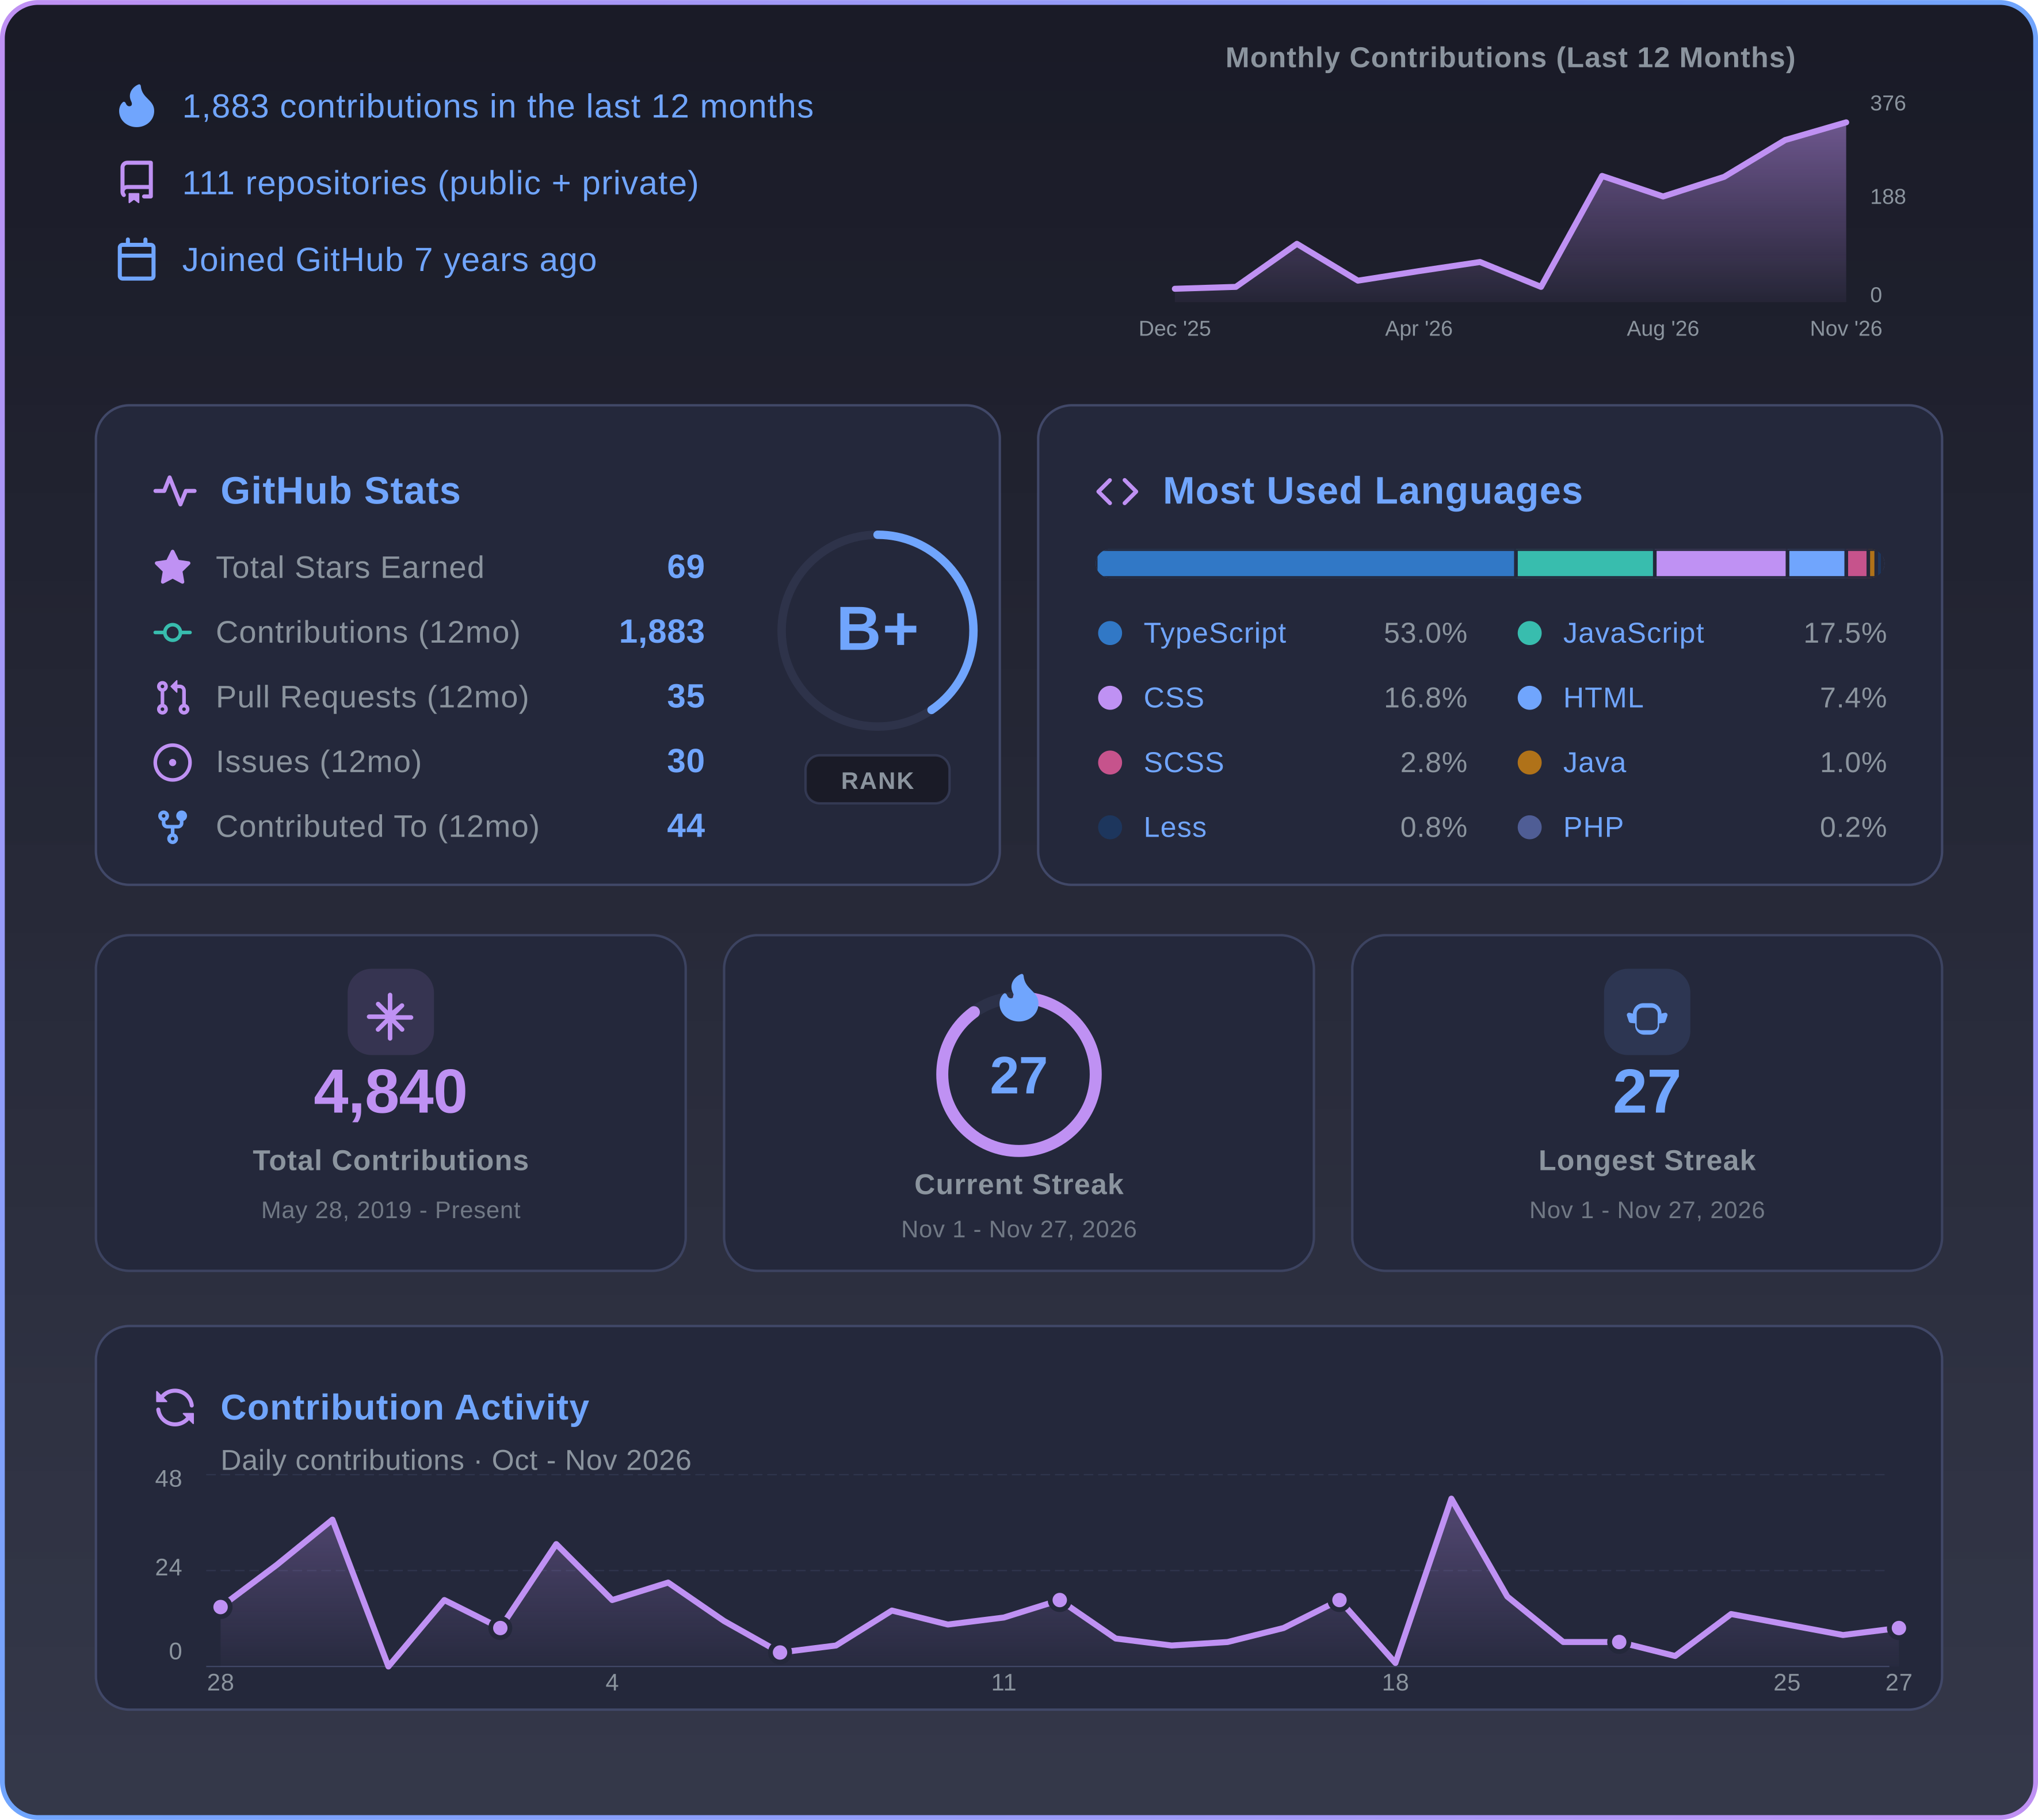 1,883 contributions in the last 12 months
111 repositories (public + private)
Joined GitHub 7 years ago
Monthly Contributions (Last 12 Months)
376
188
0
Dec '25 Apr '26 Aug '26 Nov '26
GitHub Stats
Total Stars Earned 69
Contributions (12mo) 1,883
Pull Requests (12mo) 35
Issues (12mo) 30
Contributed To (12mo) 44
B+
RANK
Most Used Languages
TypeScript 53.0% JavaScript 17.5%
CSS 16.8% HTML 7.4%
SCSS 2.8% Java 1.0%
Less 0.8% PHP 0.2%
4,840
Total Contributions
May 28, 2019 - Present
27
Current Streak
Nov 1 - Nov 27, 2026
27
Longest Streak
Nov 1 - Nov 27, 2026
Contribution Activity
Daily contributions · Oct - Nov 2026
48
24
0
28 4 11 18 25 27